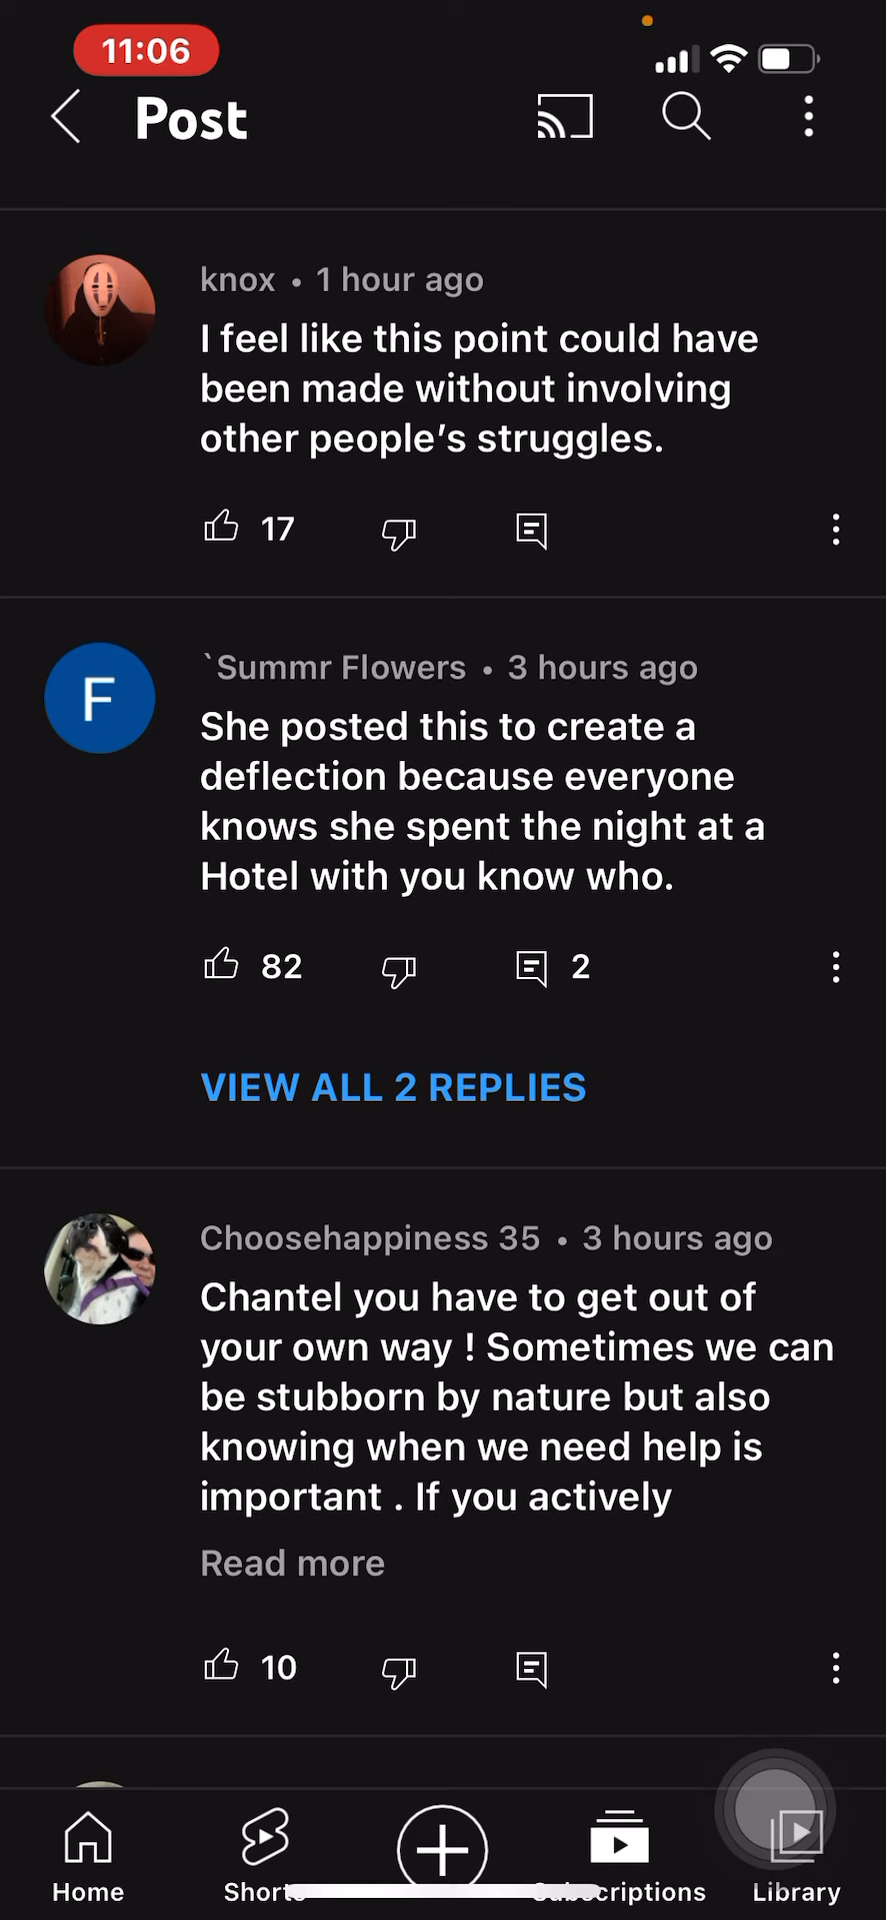 11:06
Post
knox • 1 hour ago
I feel like this point could have
been made without involving
other people’s struggles.
17
F
`Summr Flowers • 3 hours ago
She posted this to create a
deflection because everyone
knows she spent the night at a
Hotel with you know who.
82
2
VIEW ALL 2 REPLIES
Choosehappiness 35 • 3 hours ago
Chantel you have to get out of
your own way ! Sometimes we can
be stubborn by nature but also
knowing when we need help is
important . If you actively
Read more
10
Home Shorts Subscriptions Library